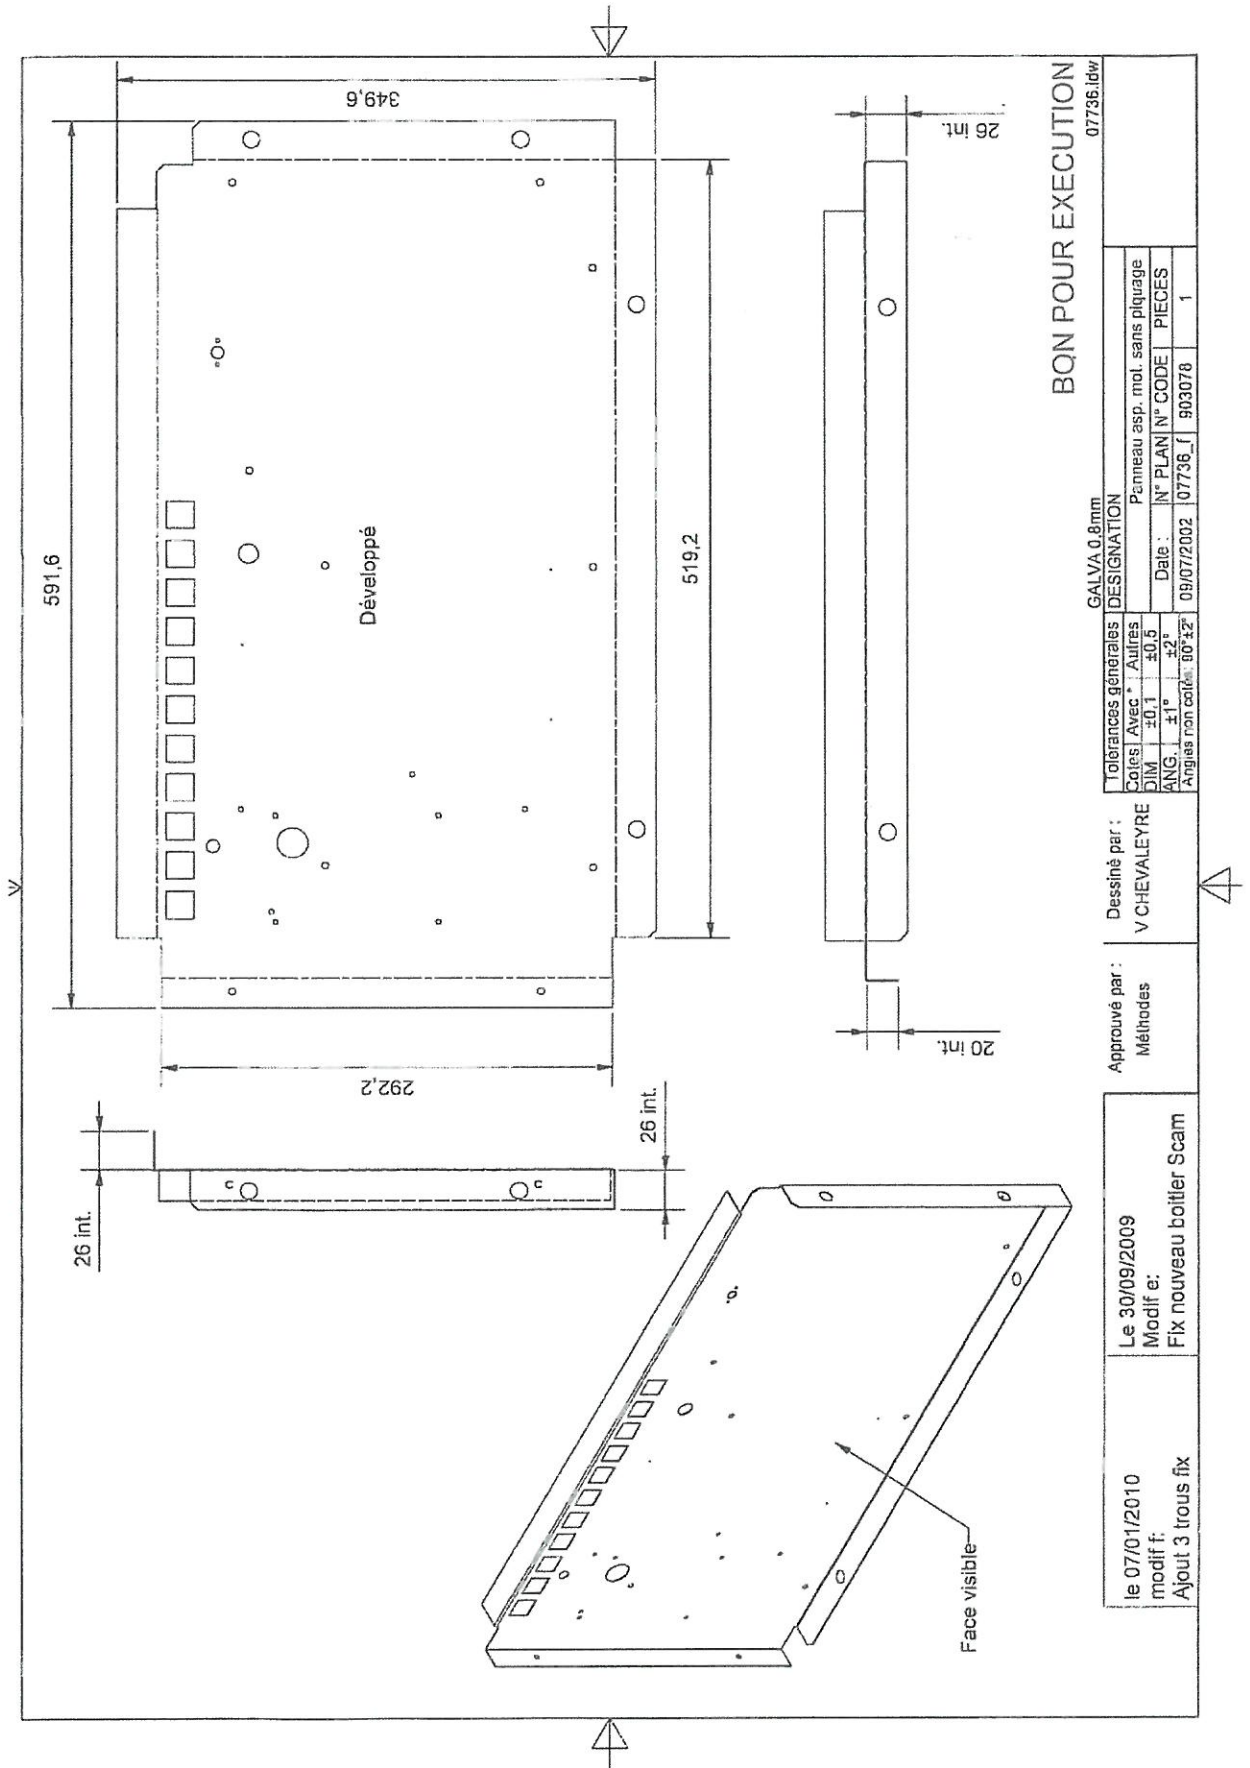 591,6
349,6
Développé
519,2
292,2
26 int.
26 int.
26 int.
20 int.
Face visible
BON POUR EXECUTION
07736.idw
GALVA 0,8mm
Tolérances générales
Cotes Avec * Autres
DIM ±0,1 ±0,5
ANG. ±1° ±2°
Angles non cotés: 90°±2°
DESIGNATION
Panneau asp. mot. sans piquage
Date : N° PLAN N° CODE PIECES
09/07/2002 07736_f 903078 1
Dessiné par :
V CHEVALEYRE
Approuvé par :
Méthodes
Le 30/09/2009
Modif e:
Fix nouveau boitier Scam
le 07/01/2010
modif f:
Ajout 3 trous fix